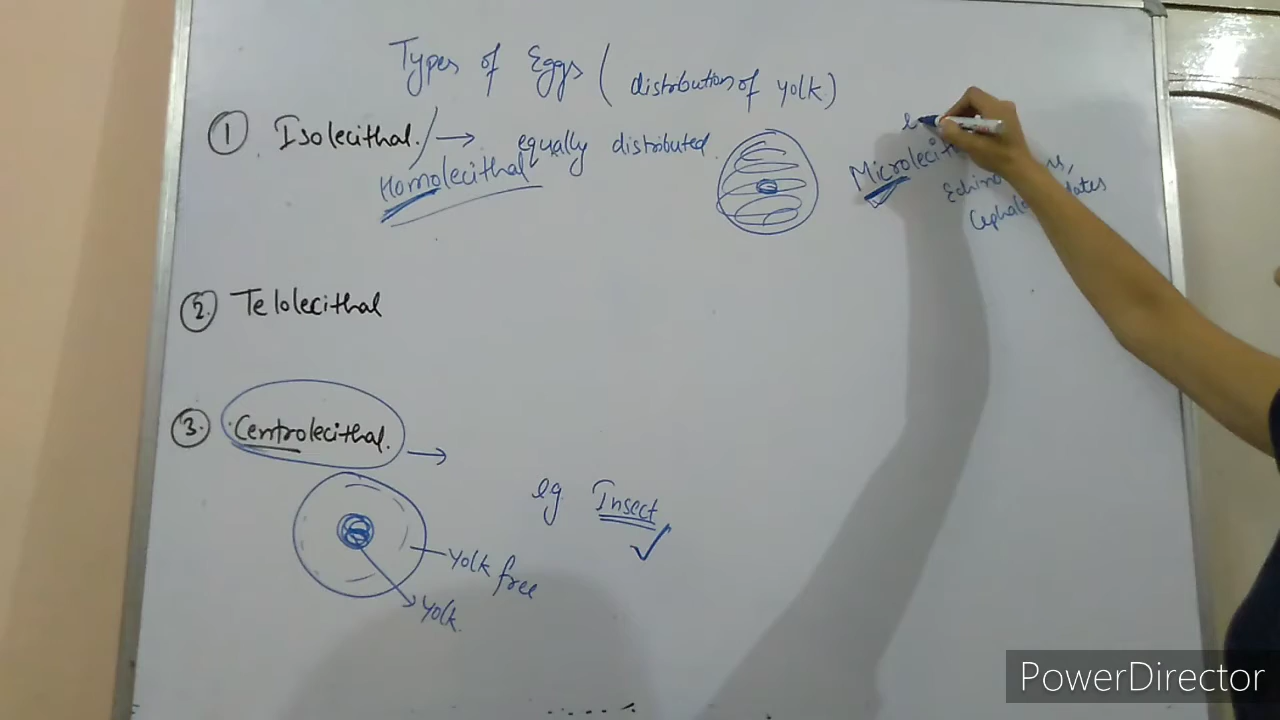 Types of Eggs ( distribution of yolk )
① Isolecithal. / → equally distributed.
Homolecithal
② Telolecithal
③ Centrolecithal. →
eg Insect ✓
yolk free
yolk.
PowerDirector